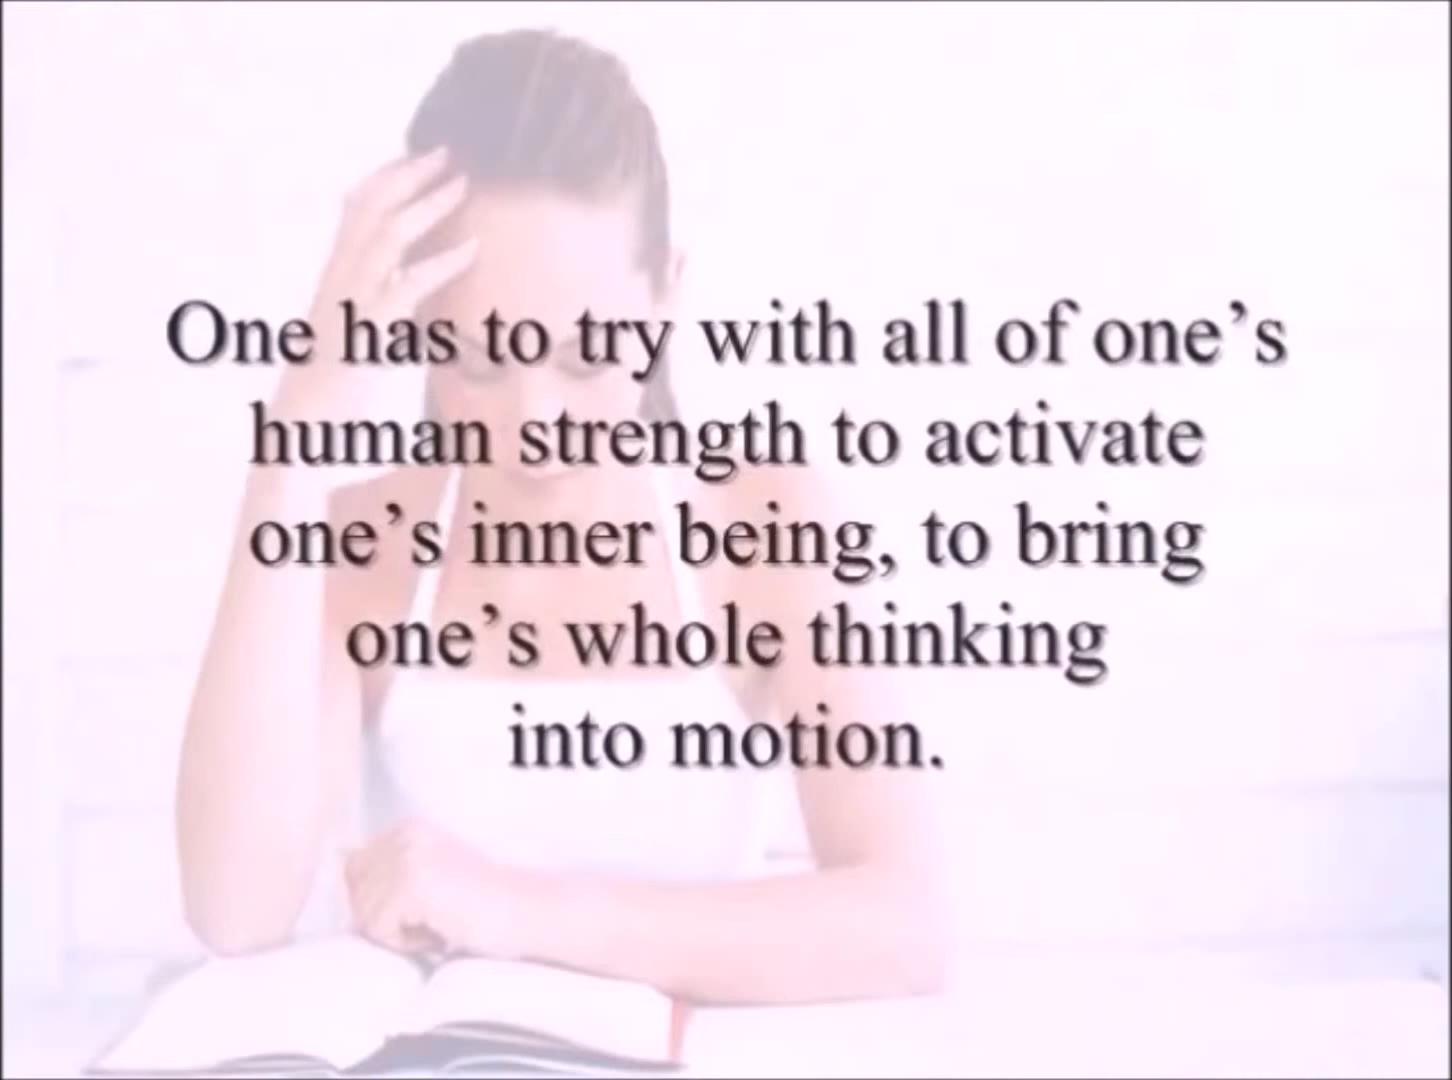 One has to try with all of one’s
human strength to activate
one’s inner being, to bring
one’s whole thinking
into motion.